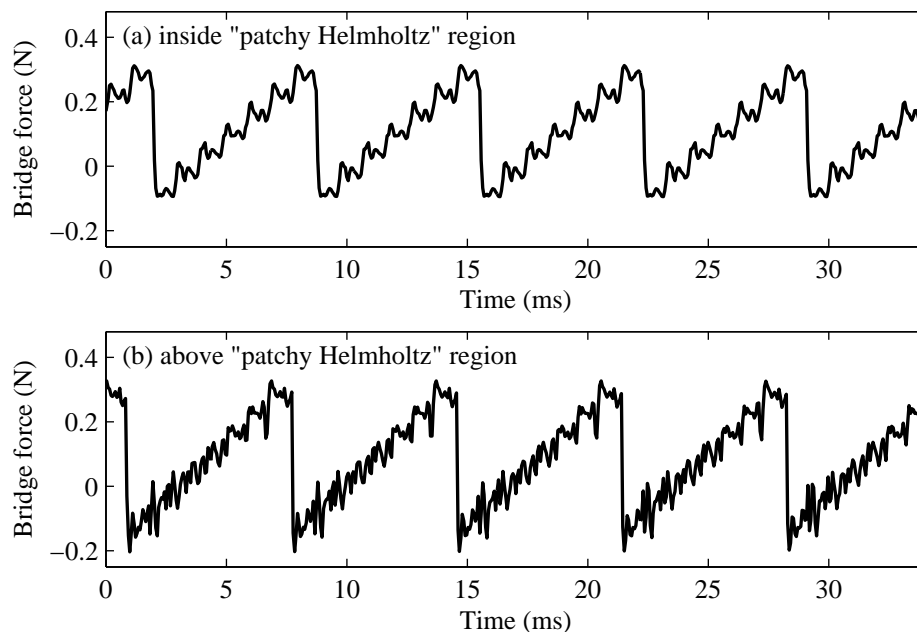 (a) inside "patchy Helmholtz" region
Bridge force (N)
0.4
0.2
0
−0.2
0 5 10 15 20 25 30
Time (ms)
(b) above "patchy Helmholtz" region
Bridge force (N)
0.4
0.2
0
−0.2
0 5 10 15 20 25 30
Time (ms)